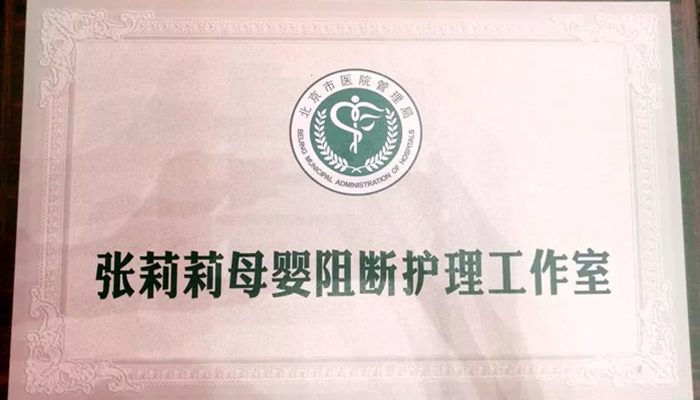 北京市医院管理局
BEIJING MUNICIPAL ADMINISTRATION OF HOSPITALS
张莉莉母婴阻断护理工作室